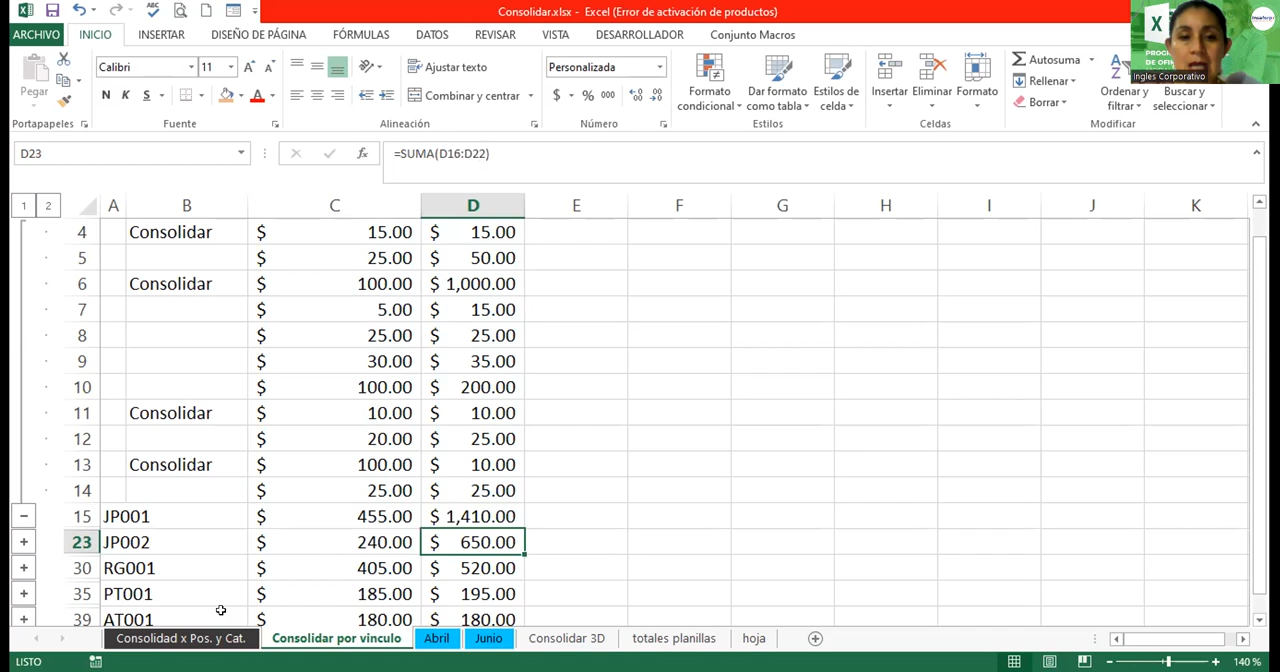 Consolidar.xlsx - Excel (Error de activación de productos)
ARCHIVO INICIO INSERTAR DISEÑO DE PÁGINA FÓRMULAS DATOS REVISAR VISTA DESARROLLADOR Conjunto Macros
Ingles Corporativo
Pegar
Portapapeles
Calibri 11
N K S
Fuente
Ajustar texto
Combinar y centrar
Alineación
Personalizada
$ % 000
Número
Formato condicional
Dar formato como tabla
Estilos de celda
Estilos
Insertar Eliminar Formato
Celdas
Autosuma
Rellenar
Borrar
Ordenar y filtrar
Buscar y seleccionar
Modificar
D23 fx =SUMA(D16:D22)
1 2 A B C D E F G H I J K
4 Consolidar $ 15.00 $ 15.00
5 $ 25.00 $ 50.00
6 Consolidar $ 100.00 $ 1,000.00
7 $ 5.00 $ 15.00
8 $ 25.00 $ 25.00
9 $ 30.00 $ 35.00
10 $ 100.00 $ 200.00
11 Consolidar $ 10.00 $ 10.00
12 $ 20.00 $ 25.00
13 Consolidar $ 100.00 $ 10.00
14 $ 25.00 $ 25.00
15 JP001 $ 455.00 $ 1,410.00
23 JP002 $ 240.00 $ 650.00
30 RG001 $ 405.00 $ 520.00
35 PT001 $ 185.00 $ 195.00
39 AT001 $ 180.00 $ 180.00
Consolidad x Pos. y Cat. Consolidar por vinculo Abril Junio Consolidar 3D totales planillas hoja
LISTO 140 %